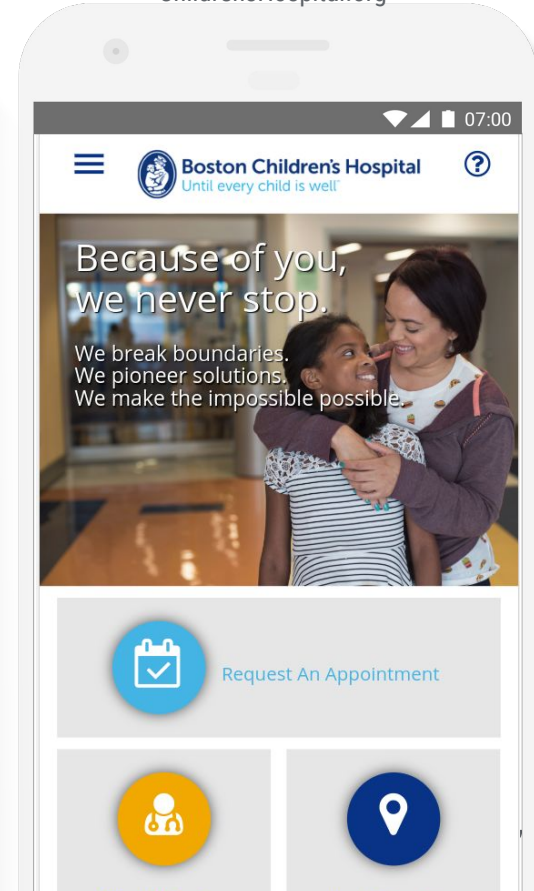 07:00
Boston Children's Hospital
Until every child is well™
Because of you,
we never stop.
We break boundaries.
We pioneer solutions.
We make the impossible possible.
Request An Appointment